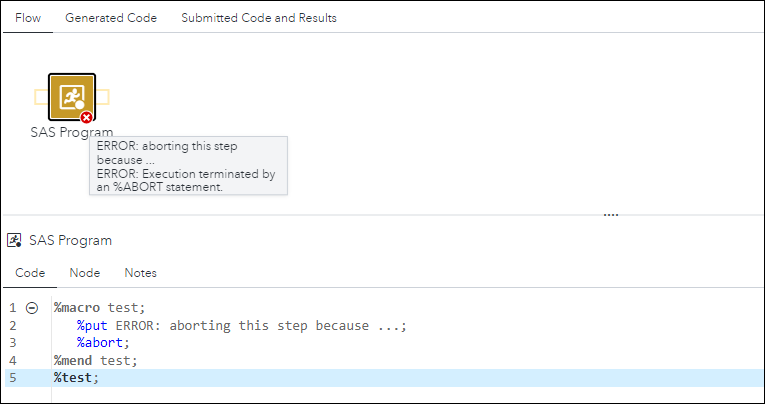 Flow Generated Code Submitted Code and Results
SAS Program
ERROR: aborting this step
because ...
ERROR: Execution terminated by
an %ABORT statement.
SAS Program
Code Node Notes
1 %macro test;
2 %put ERROR: aborting this step because ...;
3 %abort;
4 %mend test;
5 %test;